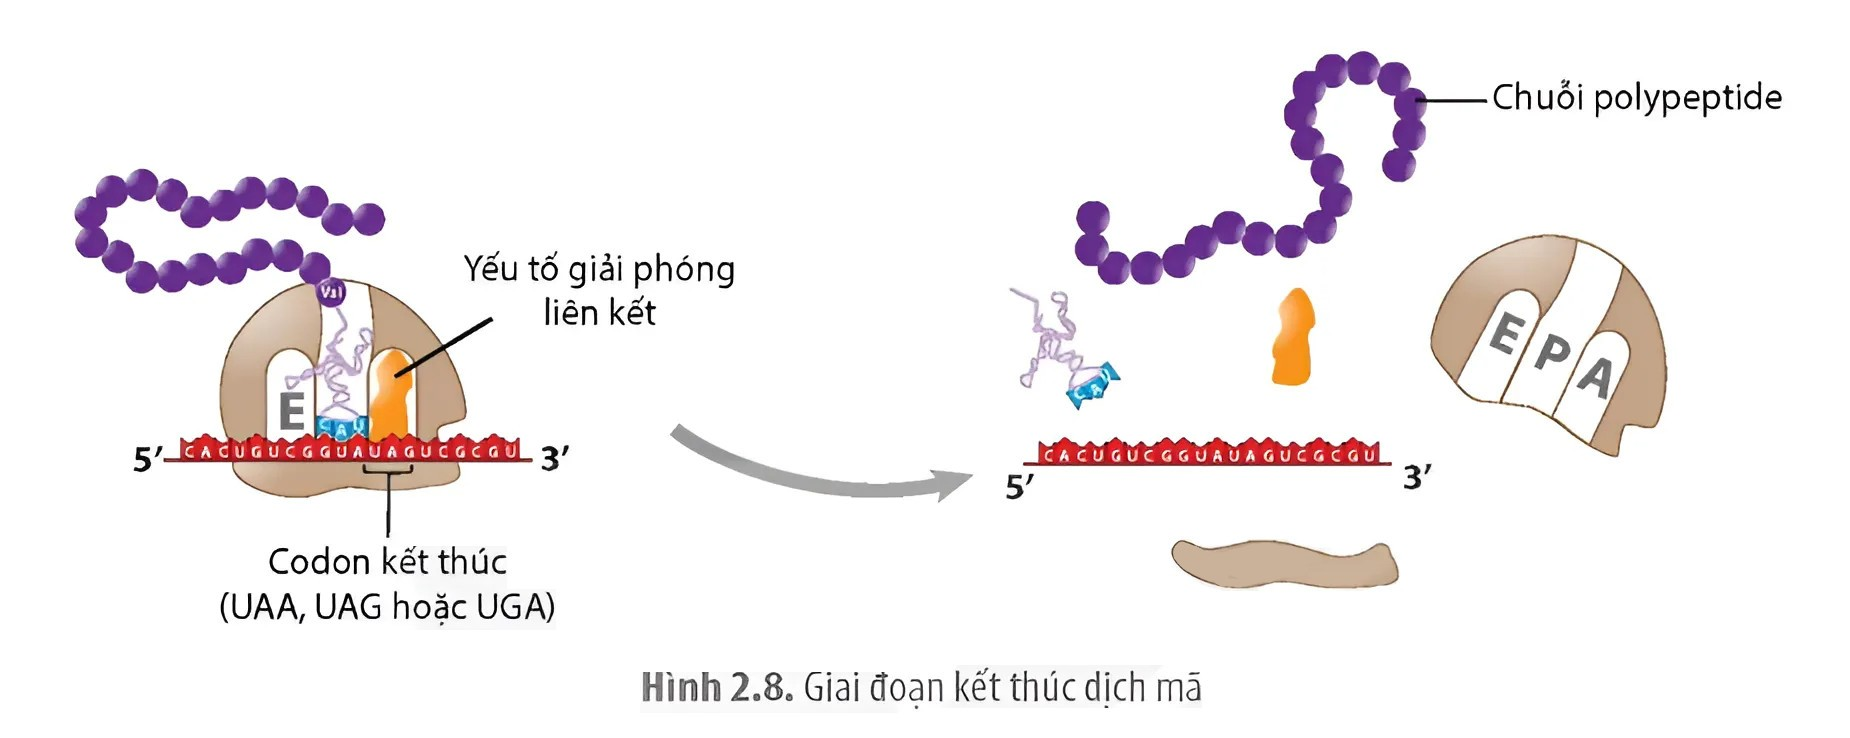 Chuỗi polypeptide
Yếu tố giải phóng
liên kết
Val
E
CAU
5' CACUGUCGGUAUAGUCGCGU 3'
Codon kết thúc
(UAA, UAG hoặc UGA)
E P A
CAU
5' CACUGUCGGUAUAGUCGCGU 3'
Hình 2.8. Giai đoạn kết thúc dịch mã